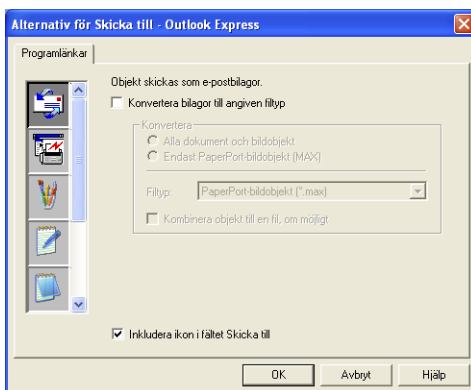 Alternativ för Skicka till - Outlook Express
Programlänkar
Objekt skickas som e-postbilagor.
Konvertera bilagor till angiven filtyp
Konvertera
Alla dokument och bildobjekt
Endast PaperPort-bildobjekt (MAX)
Filtyp: PaperPort-bildobjekt (*.max)
Kombinera objekt till en fil, om möjligt
Inkludera ikon i fältet Skicka till
OK Avbryt Hjälp